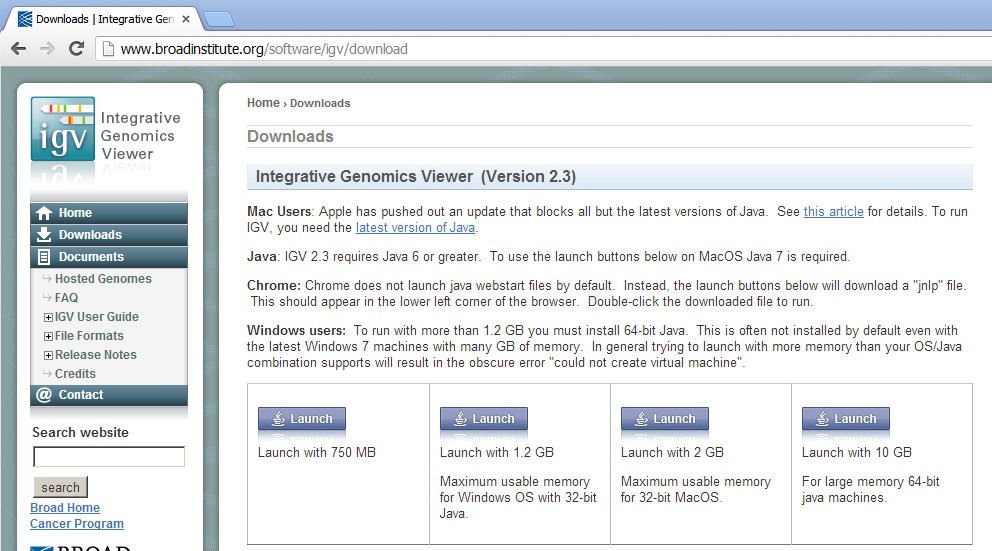 Downloads | Integrative Gen
www.broadinstitute.org/software/igv/download
igv
Integrative
Genomics
Viewer
Home
Downloads
Documents
Hosted Genomes
FAQ
IGV User Guide
File Formats
Release Notes
Credits
Contact
Search website
search
Broad Home
Cancer Program
BROAD
Home › Downloads
Downloads
Integrative Genomics Viewer (Version 2.3)
Mac Users: Apple has pushed out an update that blocks all but the latest versions of Java. See this article for details. To run
IGV, you need the latest version of Java.
Java: IGV 2.3 requires Java 6 or greater. To use the launch buttons below on MacOS Java 7 is required.
Chrome: Chrome does not launch java webstart files by default. Instead, the launch buttons below will download a "jnlp" file.
This should appear in the lower left corner of the browser. Double-click the downloaded file to run.
Windows users: To run with more than 1.2 GB you must install 64-bit Java. This is often not installed by default even with
the latest Windows 7 machines with many GB of memory. In general trying to launch with more memory than your OS/Java
combination supports will result in the obscure error "could not create virtual machine".
Launch
Launch with 750 MB
Launch
Launch with 1.2 GB
Maximum usable memory
for Windows OS with 32-bit
Java.
Launch
Launch with 2 GB
Maximum usable memory
for 32-bit MacOS.
Launch
Launch with 10 GB
For large memory 64-bit
java machines.